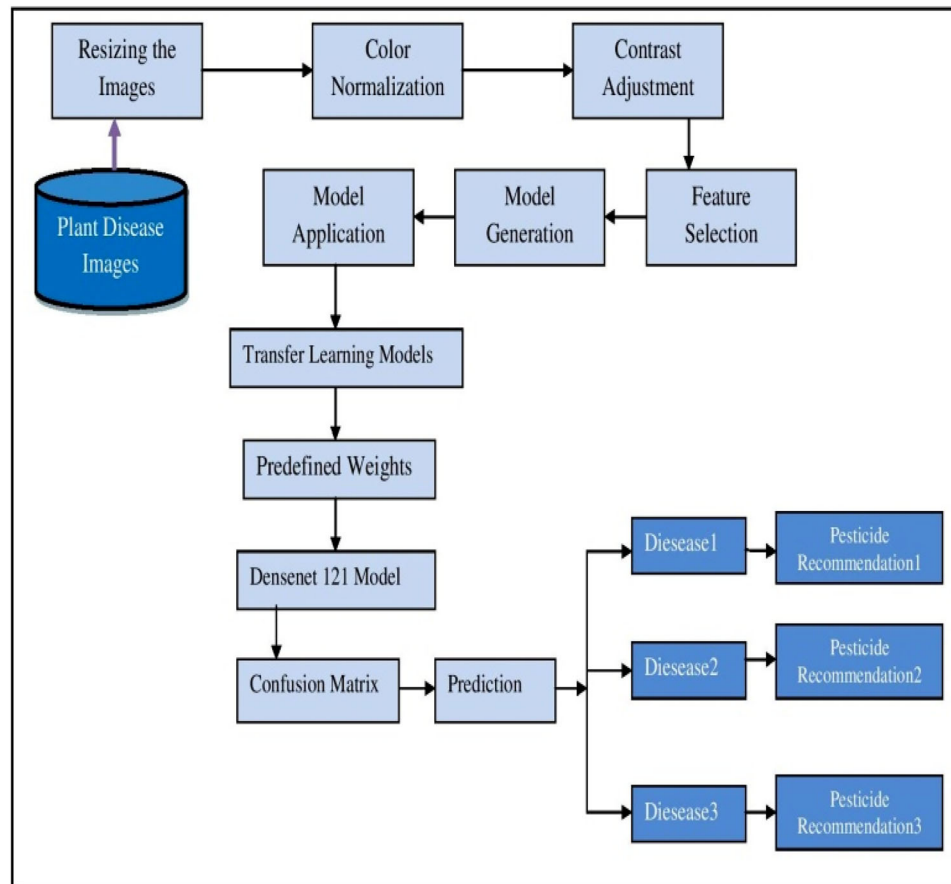 Resizing the
Images
Color
Normalization
Contrast
Adjustment
Plant Disease
Images
Model
Application
Model
Generation
Feature
Selection
Transfer Learning Models
Predefined Weights
Densenet 121 Model
Confusion Matrix
Prediction
Diesease1
Pesticide
Recommendation1
Diesease2
Pesticide
Recommendation2
Diesease3
Pesticide
Recommendation3